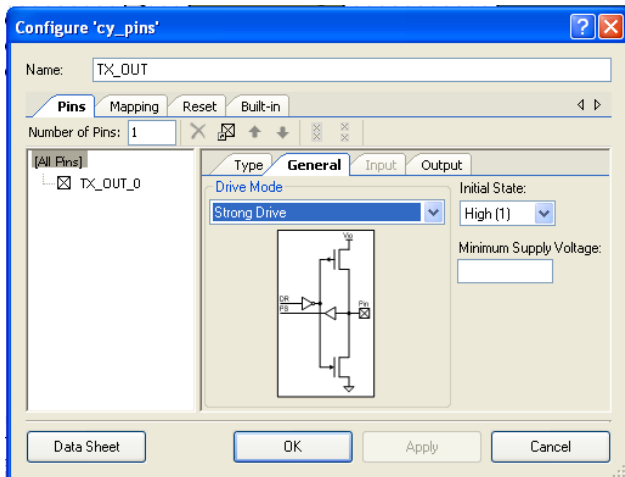 Configure 'cy_pins'
Name: TX_OUT
Pins Mapping Reset Built-in
Number of Pins: 1
[All Pins]
TX_OUT_0
Type General Input Output
Drive Mode
Strong Drive
Initial State:
High (1)
Minimum Supply Voltage:
Vio
DR
PS
Pin
Data Sheet OK Apply Cancel